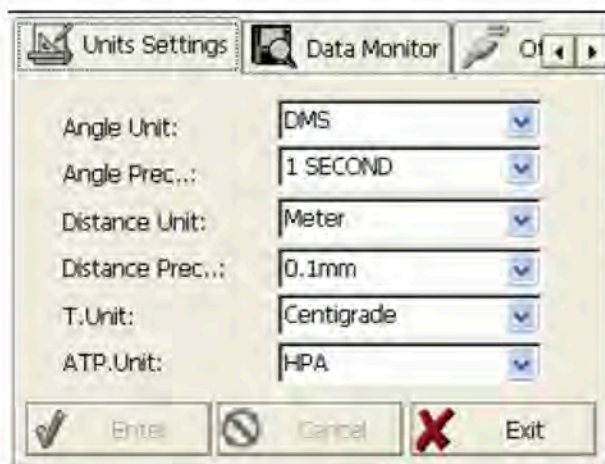 Units Settings Data Monitor
Angle Unit: DMS
Angle Prec..: 1 SECOND
Distance Unit: Meter
Distance Prec..: 0.1mm
T.Unit: Centigrade
ATP.Unit: HPA
Enter Cancel Exit